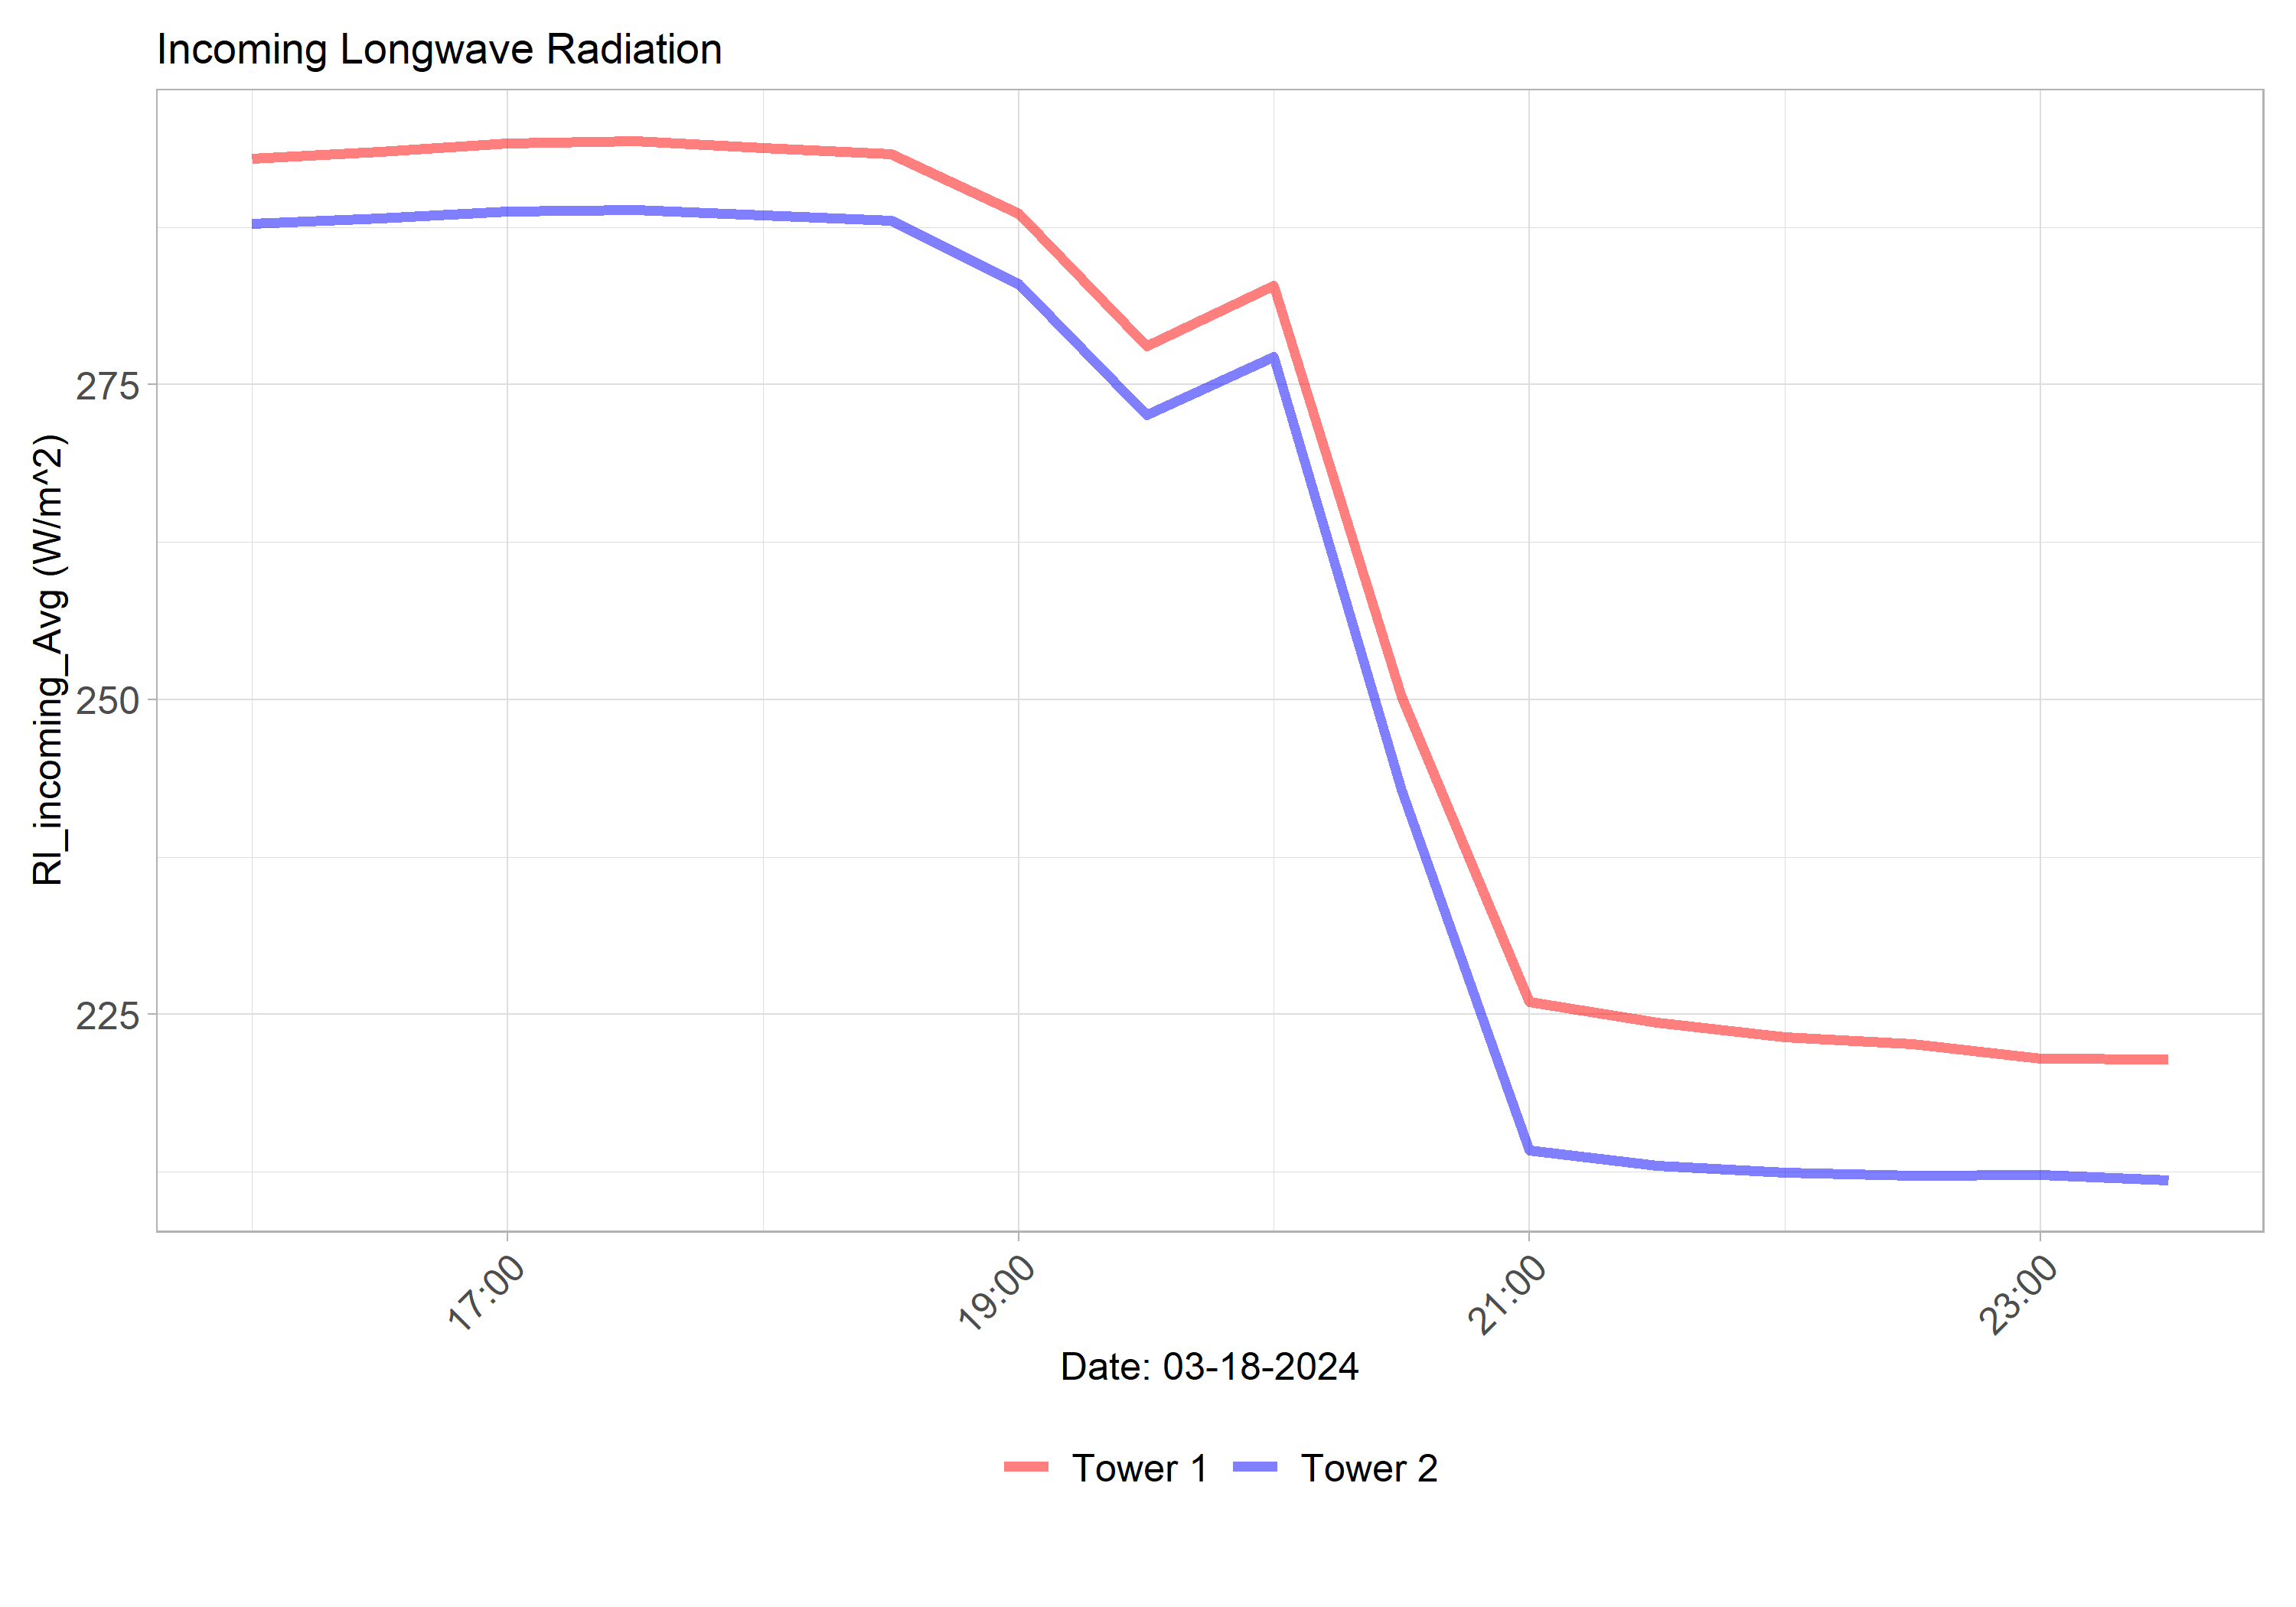 Incoming Longwave Radiation
Rl_incoming_Avg (W/m^2)
275
250
225
17:00
19:00
21:00
23:00
Date: 03-18-2024
Tower 1
Tower 2